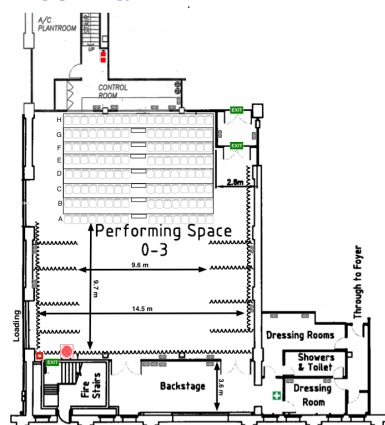 A/C
PLANTROOM
CONTROL
ROOM
EXIT
H
G
F
E
D
C
B
A
EXIT
2.6m
Performing Space
0-3
9.6 m
9.7 m
14.5 m
Loading
EXIT
Fire
Stairs
Backstage
3.6 m
Dressing Rooms
Showers
& Toilet
Dressing
Room
Through to Foyer